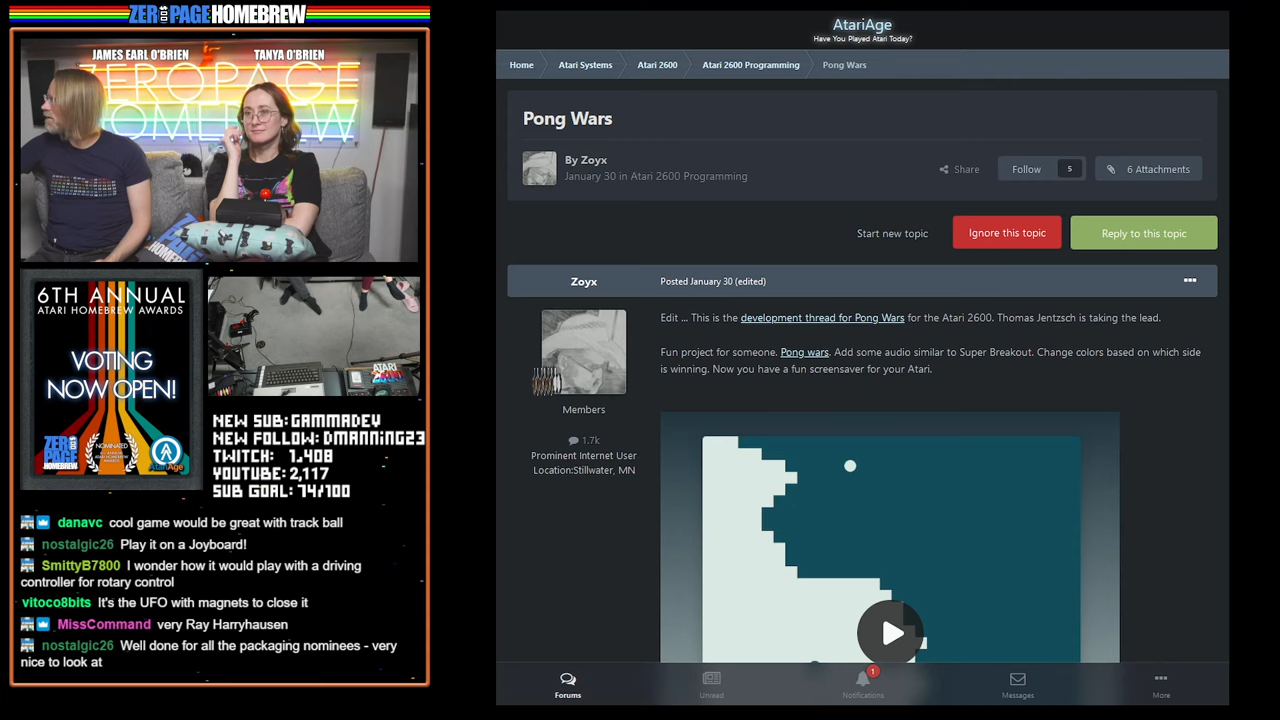 ZEROPAGE HOMEBREW
JAMES EARL O'BRIEN
TANYA O'BRIEN
ZEROPAGE
HOMEBREW
6TH ANNUAL
ATARI HOMEBREW AWARDS
VOTING
NOW OPEN!
ZERO PAGE
HOMEBREW
NOMINATED
AtariAge
ATARI
NEW SUB: GAMMADEV
NEW FOLLOW: DMANNING23
TWITCH: 1,408
YOUTUBE: 2,117
SUB GOAL: 74/100
danavc cool game would be great with track ball
nostalgic26 Play it on a Joyboard!
SmittyB7800 I wonder how it would play with a driving
controller for rotary control
vitoco8bits It's the UFO with magnets to close it
MissCommand very Ray Harryhausen
nostalgic26 Well done for all the packaging nominees - very
nice to look at
AtariAge
Have You Played Atari Today?
Home Atari Systems Atari 2600 Atari 2600 Programming Pong Wars
Pong Wars
By Zoyx
January 30 in Atari 2600 Programming
Share Follow 5 6 Attachments
Start new topic Ignore this topic Reply to this topic
Zoyx
Posted January 30 (edited)
Edit ... This is the development thread for Pong Wars for the Atari 2600. Thomas Jentzsch is taking the lead.
Fun project for someone. Pong wars. Add some audio similar to Super Breakout. Change colors based on which side
is winning. Now you have a fun screensaver for your Atari.
Members
1.7k
Prominent Internet User
Location:Stillwater, MN
1
Forums Unread Notifications Messages More